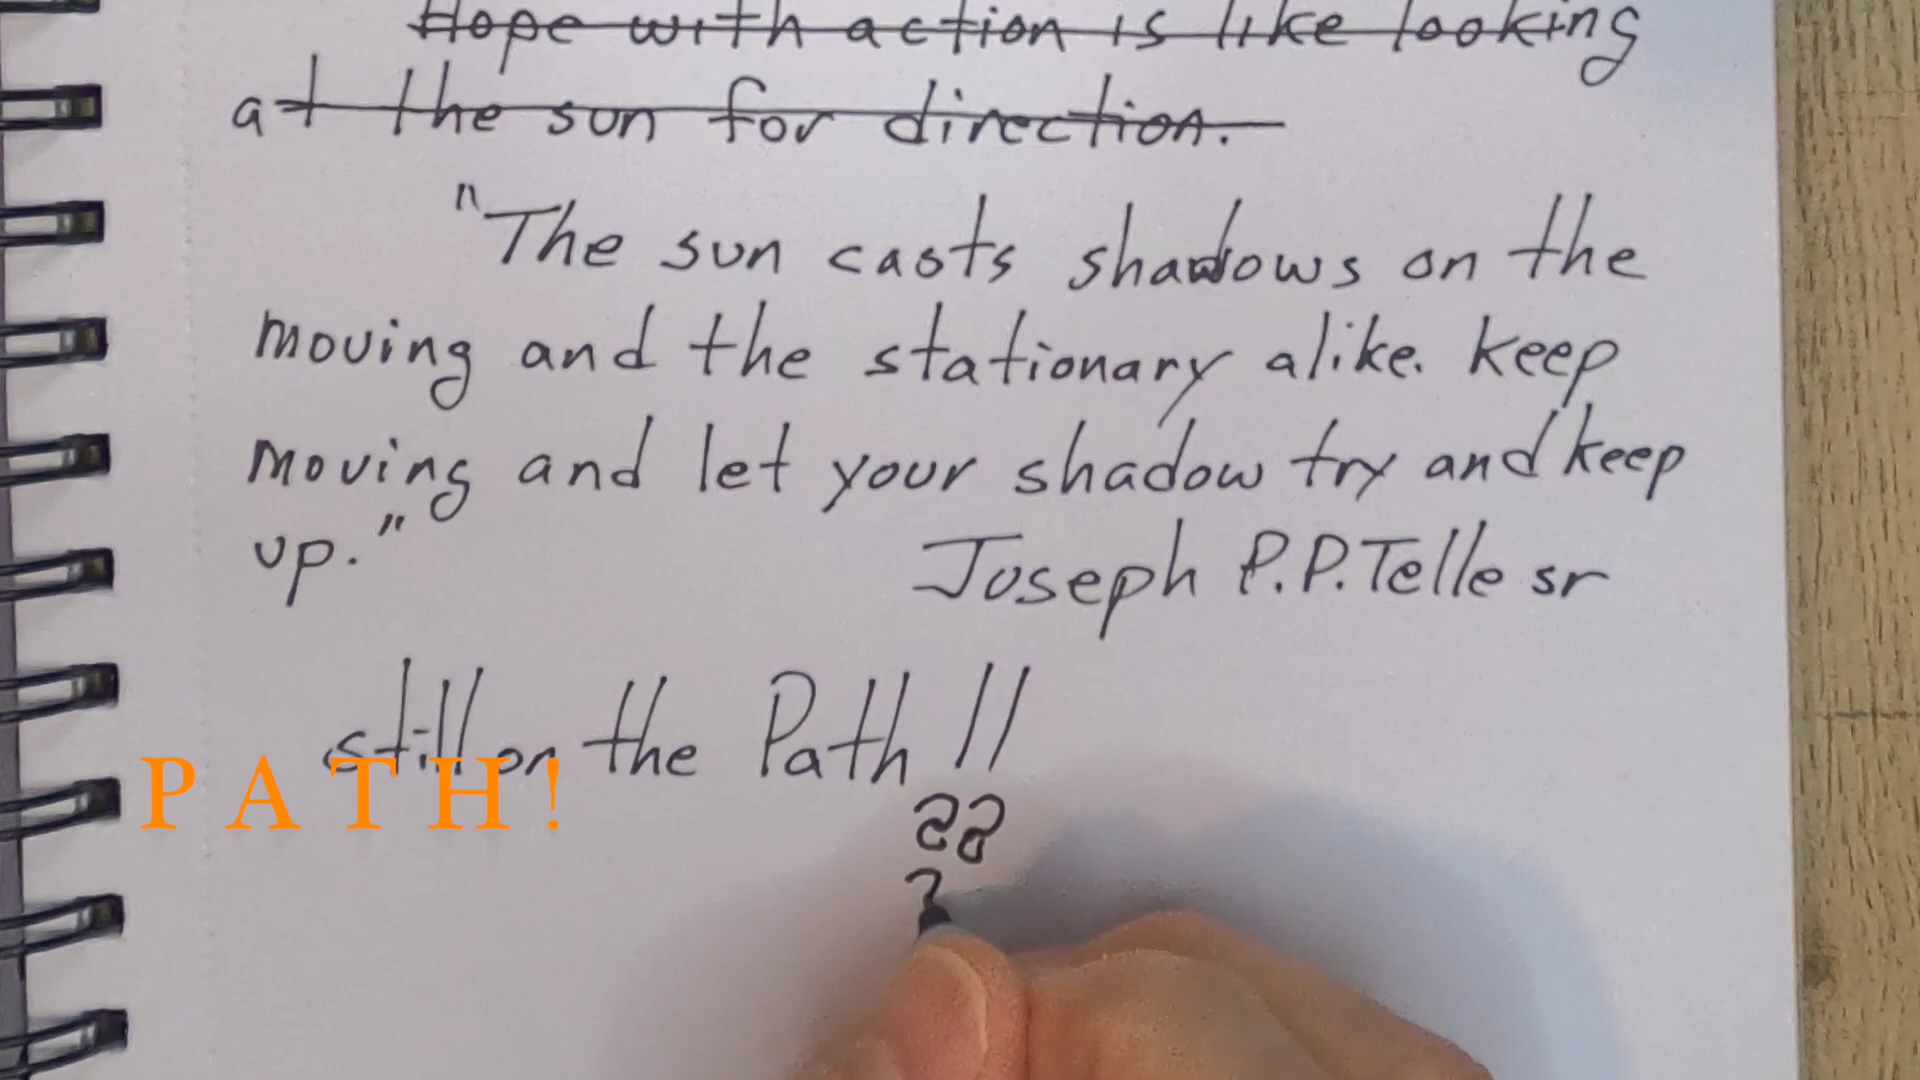 Hope with action is like looking
at the sun for direction.
"The sun casts shadows on the
moving and the stationary alike. Keep
moving and let your shadow try and keep
up."
Joseph P.P.Telle sr
still on the Path !!
PATH!